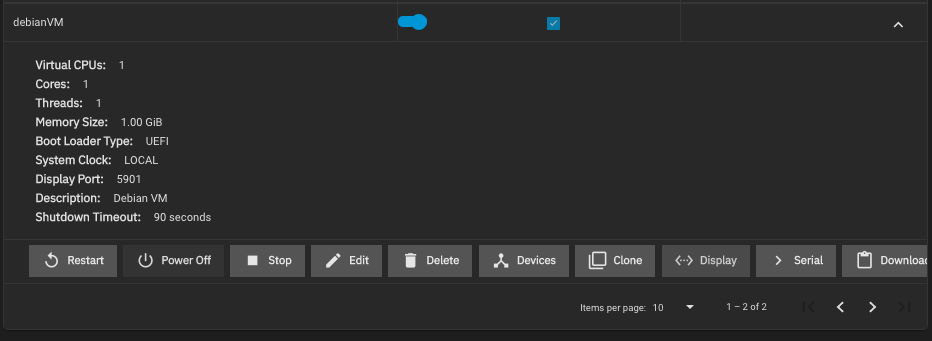 debianVM
Virtual CPUs: 1
Cores: 1
Threads: 1
Memory Size: 1.00 GiB
Boot Loader Type: UEFI
System Clock: LOCAL
Display Port: 5901
Description: Debian VM
Shutdown Timeout: 90 seconds
Restart Power Off Stop Edit Delete Devices Clone Display Serial Download
Items per page: 10 1 – 2 of 2